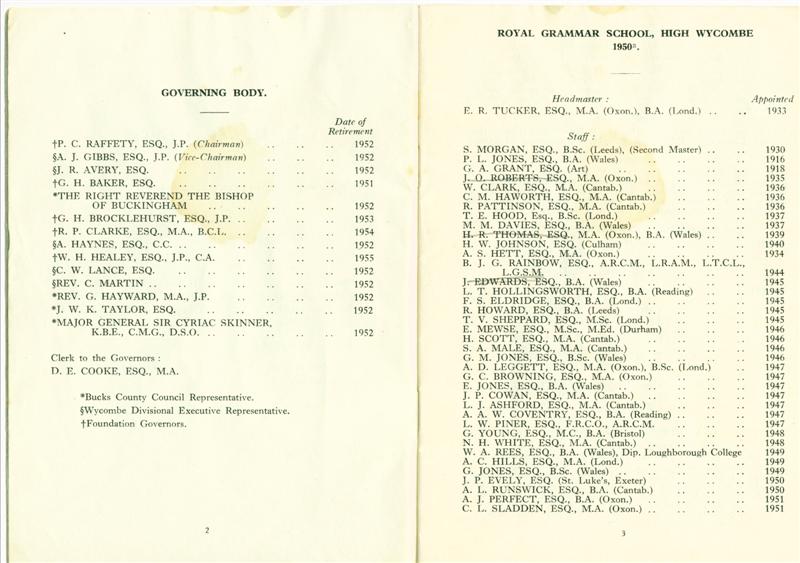 GOVERNING BODY.
Date of
Retirement
†P. C. RAFFETY, ESQ., J.P. (Chairman) .. .. .. 1952
§A. J. GIBBS, ESQ., J.P. (Vice-Chairman) .. .. .. 1952
§J. R. AVERY, ESQ. .. .. .. .. .. 1952
†G. H. BAKER, ESQ. .. .. .. .. .. 1951
*THE RIGHT REVEREND THE BISHOP
OF BUCKINGHAM .. .. .. .. 1952
†G. H. BROCKLEHURST, ESQ., J.P. .. .. .. .. 1953
†R. P. CLARKE, ESQ., M.A., B.C.L. .. .. .. .. 1954
§A. HAYNES, ESQ., C.C. .. .. .. .. .. 1952
†W. H. HEALEY, ESQ., J.P., C.A. .. .. .. .. 1955
§C. W. LANCE, ESQ. .. .. .. .. .. 1952
§REV. C. MARTIN .. .. .. .. .. .. 1952
*REV. G. HAYWARD, M.A., J.P. .. .. .. .. 1952
*J. W. K. TAYLOR, ESQ. .. .. .. .. .. 1952
*MAJOR GENERAL SIR CYRIAC SKINNER,
K.B.E., C.M.G., D.S.O. .. .. .. .. .. 1952
Clerk to the Governors :
D. E. COOKE, ESQ., M.A.
*Bucks County Council Representative.
§Wycombe Divisional Executive Representative.
†Foundation Governors.
2
ROYAL GRAMMAR SCHOOL, HIGH WYCOMBE
Headmaster : Appointed
E. R. TUCKER, ESQ., M.A. (Oxon.), B.A. (Lond.) .. .. 1933
Staff :
S. MORGAN, ESQ., B.Sc. (Leeds), (Second Master) .. .. 1930
P. L. JONES, ESQ., B.A. (Wales) .. .. .. .. 1916
G. A. GRANT, ESQ. (Art) .. .. .. .. 1918
J. O. ROBERTS, ESQ., M.A. (Oxon.) .. .. .. .. 1935
W. CLARK, ESQ., M.A. (Cantab.) .. .. .. .. 1936
C. M. HAWORTH, ESQ., M.A. (Cantab.) .. .. .. 1936
R. PATTINSON, ESQ., M.A. (Cantab.) .. .. .. 1936
T. E. HOOD, Esq., B.Sc. (Lond.) .. .. .. .. 1937
M. M. DAVIES, ESQ., B.A. (Wales) .. .. .. .. 1937
H. R. THOMAS, ESQ., M.A. (Oxon.), B.A. (Wales) .. .. 1939
H. W. JOHNSON, ESQ. (Culham) .. .. .. .. 1940
A. S. HETT, ESQ., M.A. (Oxon.) .. .. .. .. 1934
B. J. G. RAINBOW, ESQ., A.R.C.M., L.R.A.M., L.T.C.L.,
L.G.S.M. .. .. .. .. .. 1944
J. EDWARDS, ESQ., B.A. (Wales) .. .. .. .. 1945
L. T. HOLLINGSWORTH, ESQ., B.A. (Reading) .. .. 1945
F. S. ELDRIDGE, ESQ., B.A. (Lond.) .. .. .. .. 1945
R. HOWARD, ESQ., B.A. (Leeds) .. .. .. .. 1945
T. V. SHEPPARD, ESQ., M.Sc. (Lond.) .. .. .. 1945
E. MEWSE, ESQ., M.Sc., M.Ed. (Durham) .. .. .. 1946
H. SCOTT, ESQ., M.A. (Cantab.) .. .. .. .. 1946
S. A. MALE, ESQ., M.A. (Cantab.) .. .. .. .. 1946
G. M. JONES, ESQ., B.Sc. (Wales) .. .. .. .. 1946
A. D. LEGGETT, ESQ., M.A. (Oxon.), B.Sc. (Lond.) .. .. 1947
G. C. BROWNING, ESQ., M.A. (Oxon.) .. .. .. 1947
E. JONES, ESQ., B.A. (Wales) .. .. .. .. 1947
J. P. COWAN, ESQ., M.A. (Cantab.) .. .. .. .. 1947
L. J. ASHFORD, ESQ., M.A. (Cantab.) .. .. .. 1947
A. A. W. COVENTRY, ESQ., B.A. (Reading) .. .. .. 1947
L. W. PINER, ESQ., F.R.C.O., A.R.C.M. .. .. .. 1947
G. YOUNG, ESQ., M.C., B.A. (Bristol) .. .. .. 1948
N. H. WHITE, ESQ., M.A. (Cantab.) .. .. .. .. 1948
W. A. REES, ESQ., B.A. (Wales), Dip. Loughborough College 1949
A. C. HILLS, ESQ., M.A. (Lond.) .. .. .. .. 1949
G. JONES, ESQ., B.Sc. (Wales) .. .. .. .. 1949
J. P. EVELY, ESQ. (St. Luke's, Exeter) .. .. .. 1950
A. L. RUNSWICK, ESQ., B.A. (Cantab.) .. .. .. 1950
A. J. PERFECT, ESQ., B.A. (Oxon.) .. .. .. .. 1951
C. L. SLADDEN, ESQ., M.A. (Oxon.) .. .. .. .. 1951
3